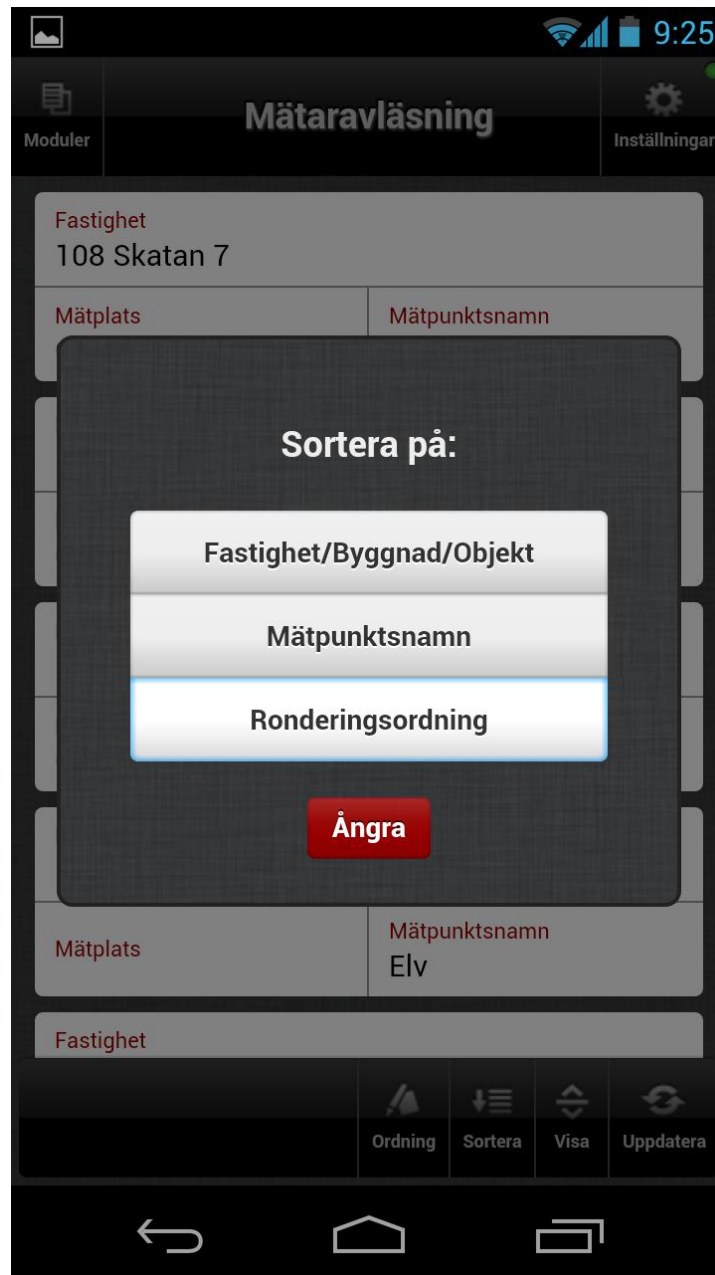 9:25
Moduler
Mätaravläsning
Inställningar
Fastighet
108 Skatan 7
Mätplats
Mätpunktsnamn
Sortera på:
Fastighet/Byggnad/Objekt
Mätpunktsnamn
Ronderingsordning
Ångra
Mätplats
Mätpunktsnamn
Elv
Fastighet
Ordning
Sortera
Visa
Uppdatera